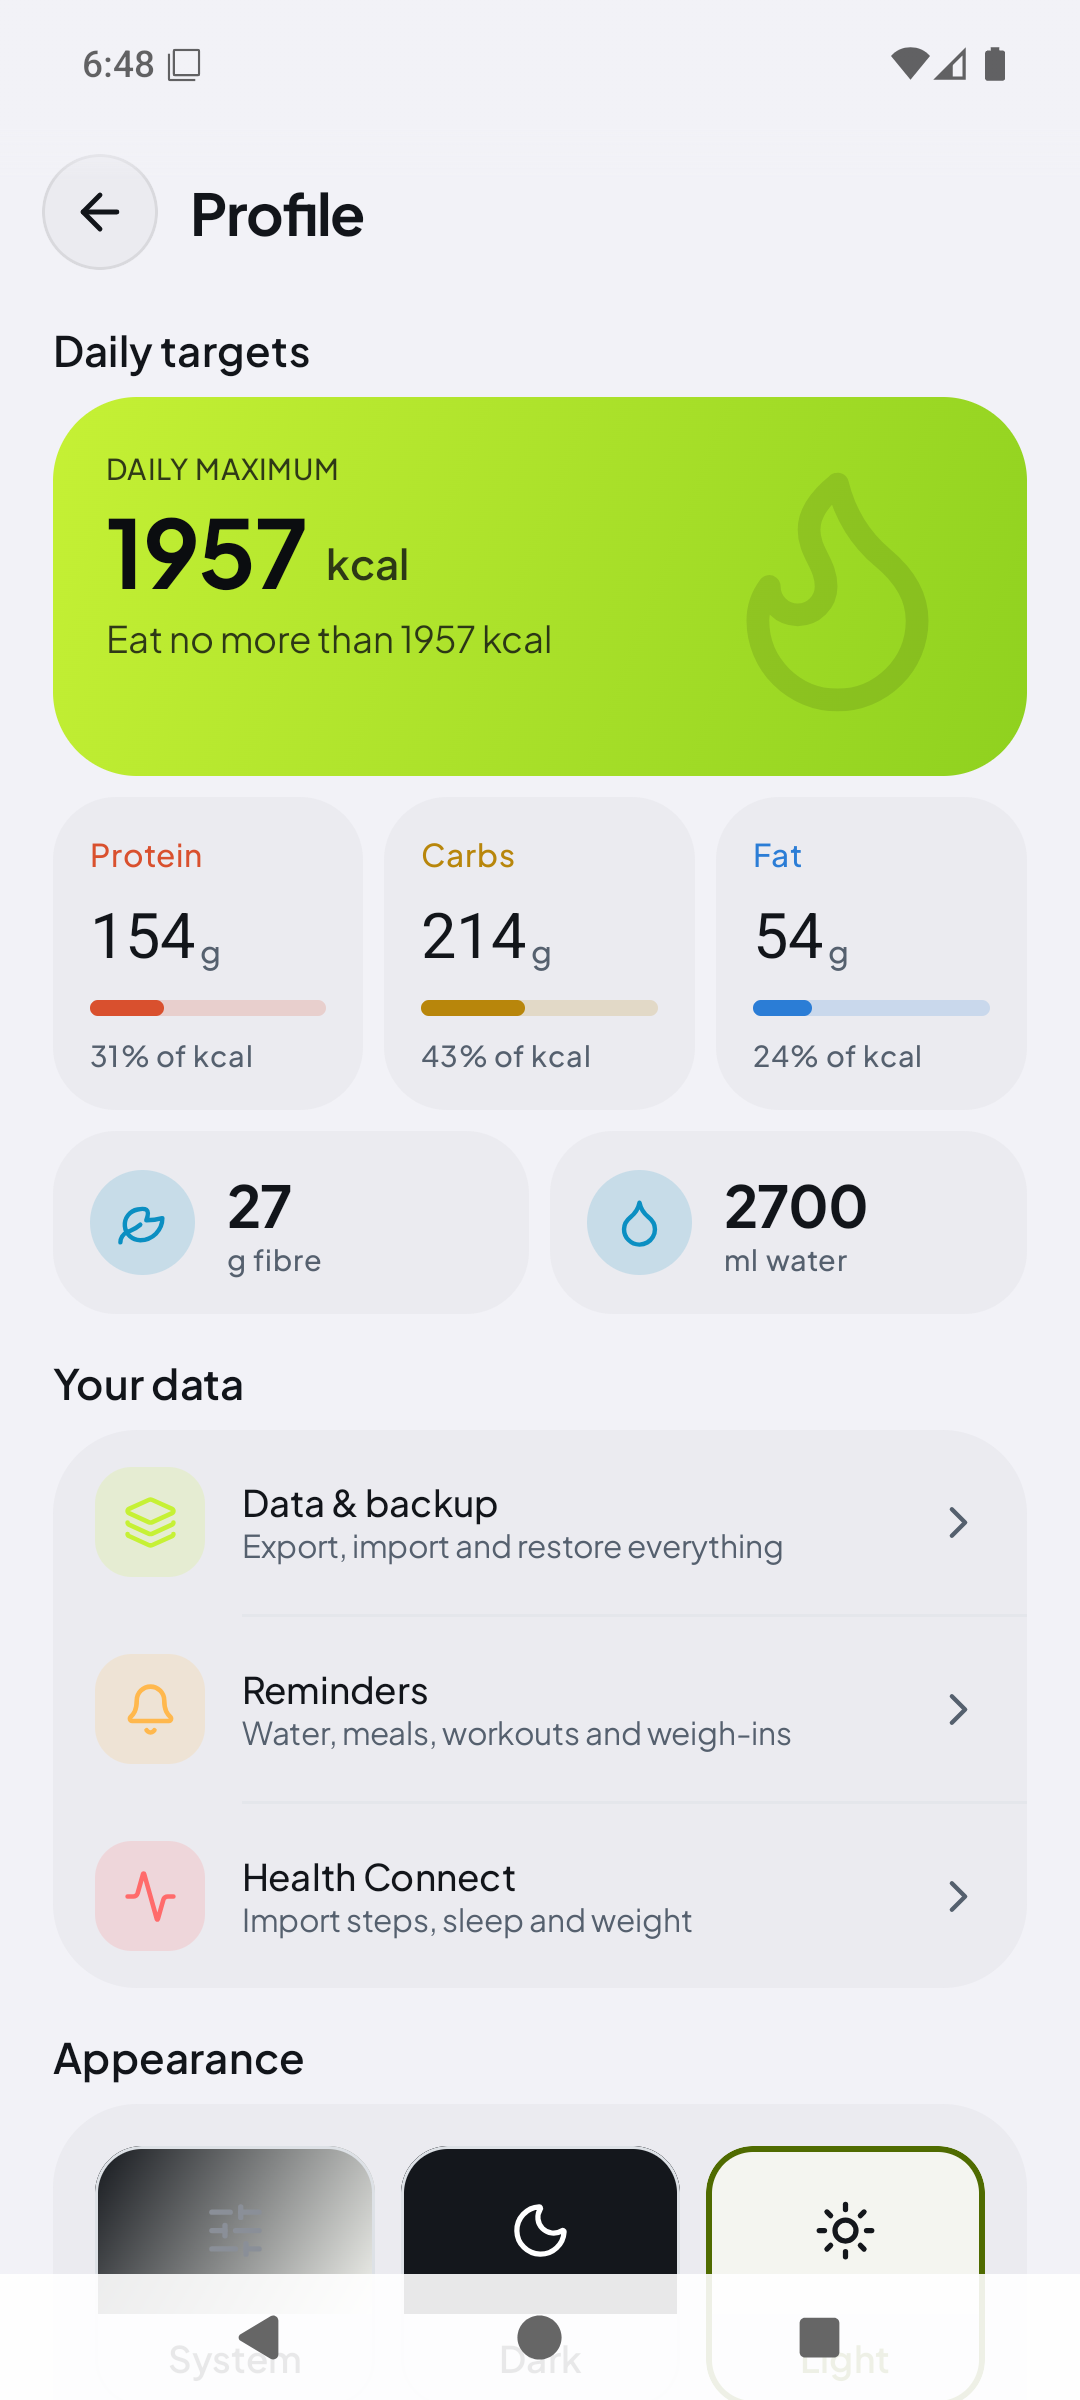 6:48
Profile
Daily targets
DAILY MAXIMUM
1957 kcal
Eat no more than 1957 kcal
Protein
154 g
31% of kcal
Carbs
214 g
43% of kcal
Fat
54 g
24% of kcal
27
g fibre
2700
ml water
Your data
Data & backup
Export, import and restore everything
Reminders
Water, meals, workouts and weigh-ins
Health Connect
Import steps, sleep and weight
Appearance
System
Dark
Light